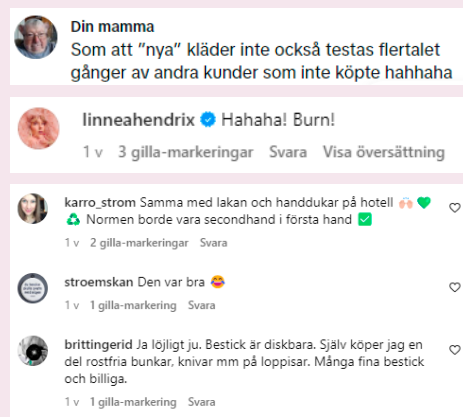 Din mamma
Som att ”nya” kläder inte också testas flertalet
gånger av andra kunder som inte köpte hahhaha
linneahendrix Hahaha! Burn!
1 v 3 gilla-markeringar Svara Visa översättning
karro_strom Samma med lakan och handdukar på hotell 🙌🏻 💚
♻️ Normen borde vara secondhand i första hand ✅
1 v 2 gilla-markeringar Svara
stroemskan Den var bra 😂
1 v 1 gilla-markering Svara
brittingerid Ja löjligt ju. Bestick är diskbara. Själv köper jag en
del rostfria bunkar, knivar mm på loppisar. Många fina bestick
och billiga.
1 v 1 gilla-markering Svara